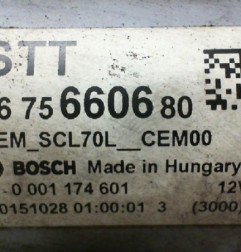 STT
6 75 6606 80
EM_SCL70L__CEM00
BOSCH Made in Hungary
0 001 174 601 12V
0151028 01:00:01 3 (3000)